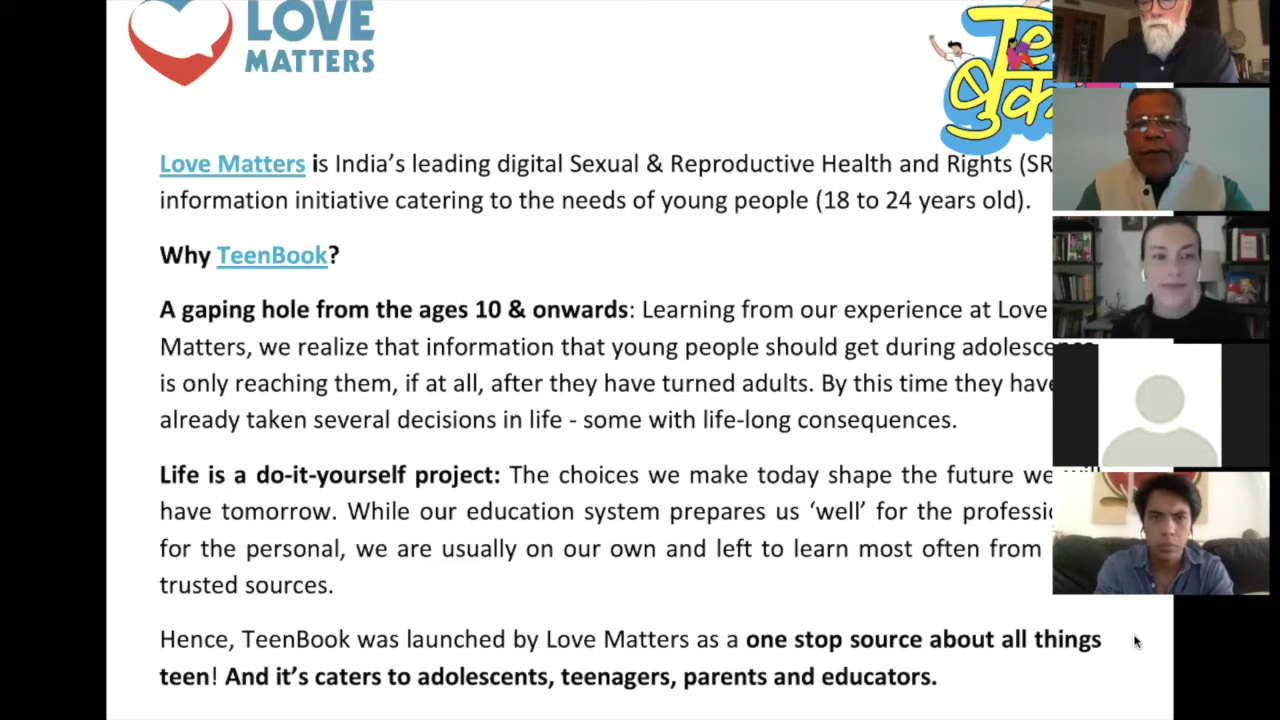 LOVE
MATTERS
Te
बुक
Love Matters is India's leading digital Sexual & Reproductive Health and Rights (SR
information initiative catering to the needs of young people (18 to 24 years old).
Why TeenBook?
A gaping hole from the ages 10 & onwards: Learning from our experience at Love
Matters, we realize that information that young people should get during adolescence
is only reaching them, if at all, after they have turned adults. By this time they have
already taken several decisions in life - some with life-long consequences.
Life is a do-it-yourself project: The choices we make today shape the future we will
have tomorrow. While our education system prepares us 'well' for the professio
for the personal, we are usually on our own and left to learn most often from
trusted sources.
Hence, TeenBook was launched by Love Matters as a one stop source about all things
teen! And it's caters to adolescents, teenagers, parents and educators.